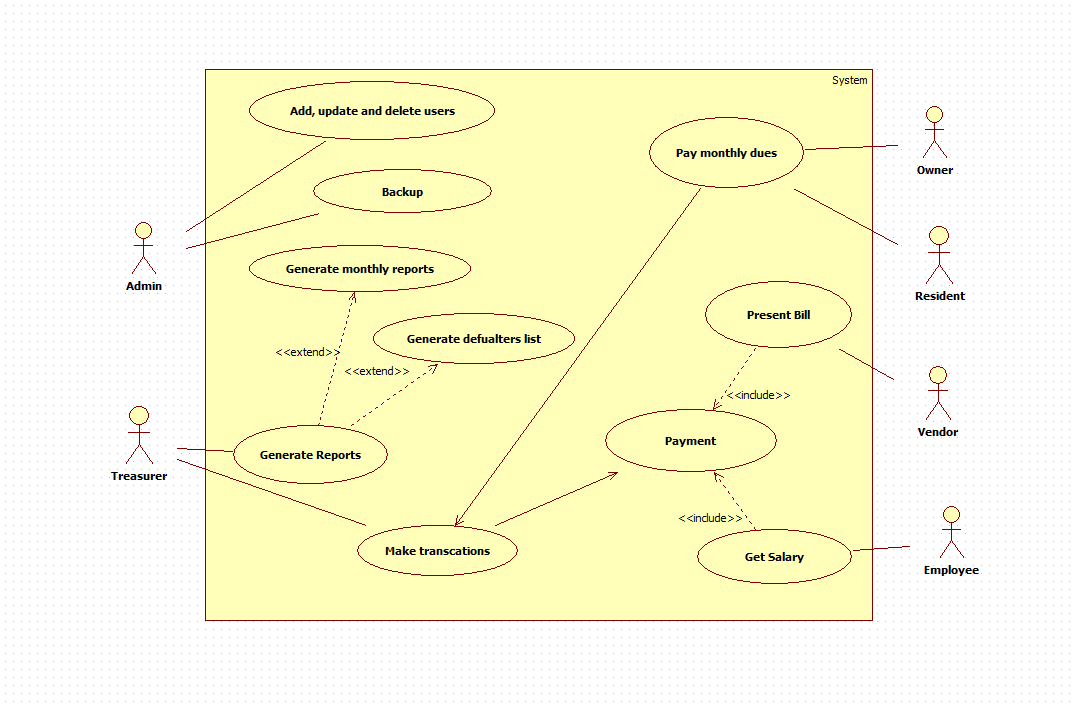 System
Add, update and delete users
Pay monthly dues
Owner
Backup
Admin
Generate monthly reports
Resident
Present Bill
Generate defualters list
<<extend>>
<<extend>>
<<include>>
Vendor
Payment
Generate Reports
Treasurer
<<include>>
Make transcations
Get Salary
Employee